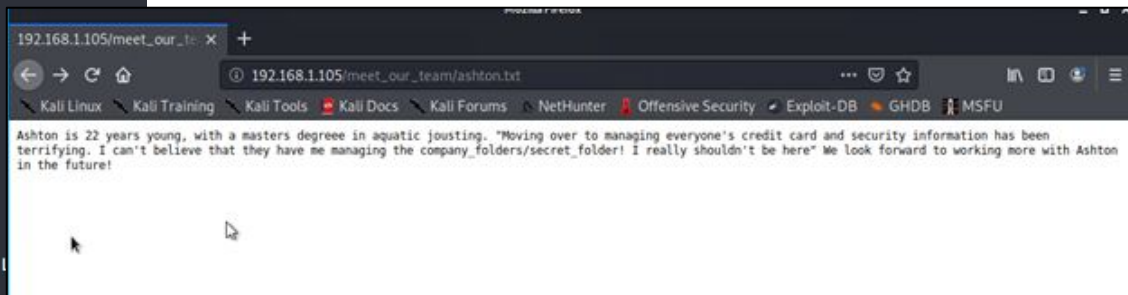 192.168.1.105/meet_our_te
192.168.1.105/meet_our_team/ashton.txt
Kali Linux Kali Training Kali Tools Kali Docs Kali Forums NetHunter Offensive Security Exploit-DB GHDB MSFU
Ashton is 22 years young, with a masters degreee in aquatic jousting. "Moving over to managing everyone's credit card and security information has been
terrifying. I can't believe that they have me managing the company_folders/secret_folder! I really shouldn't be here" We look forward to working more with Ashton
in the future!